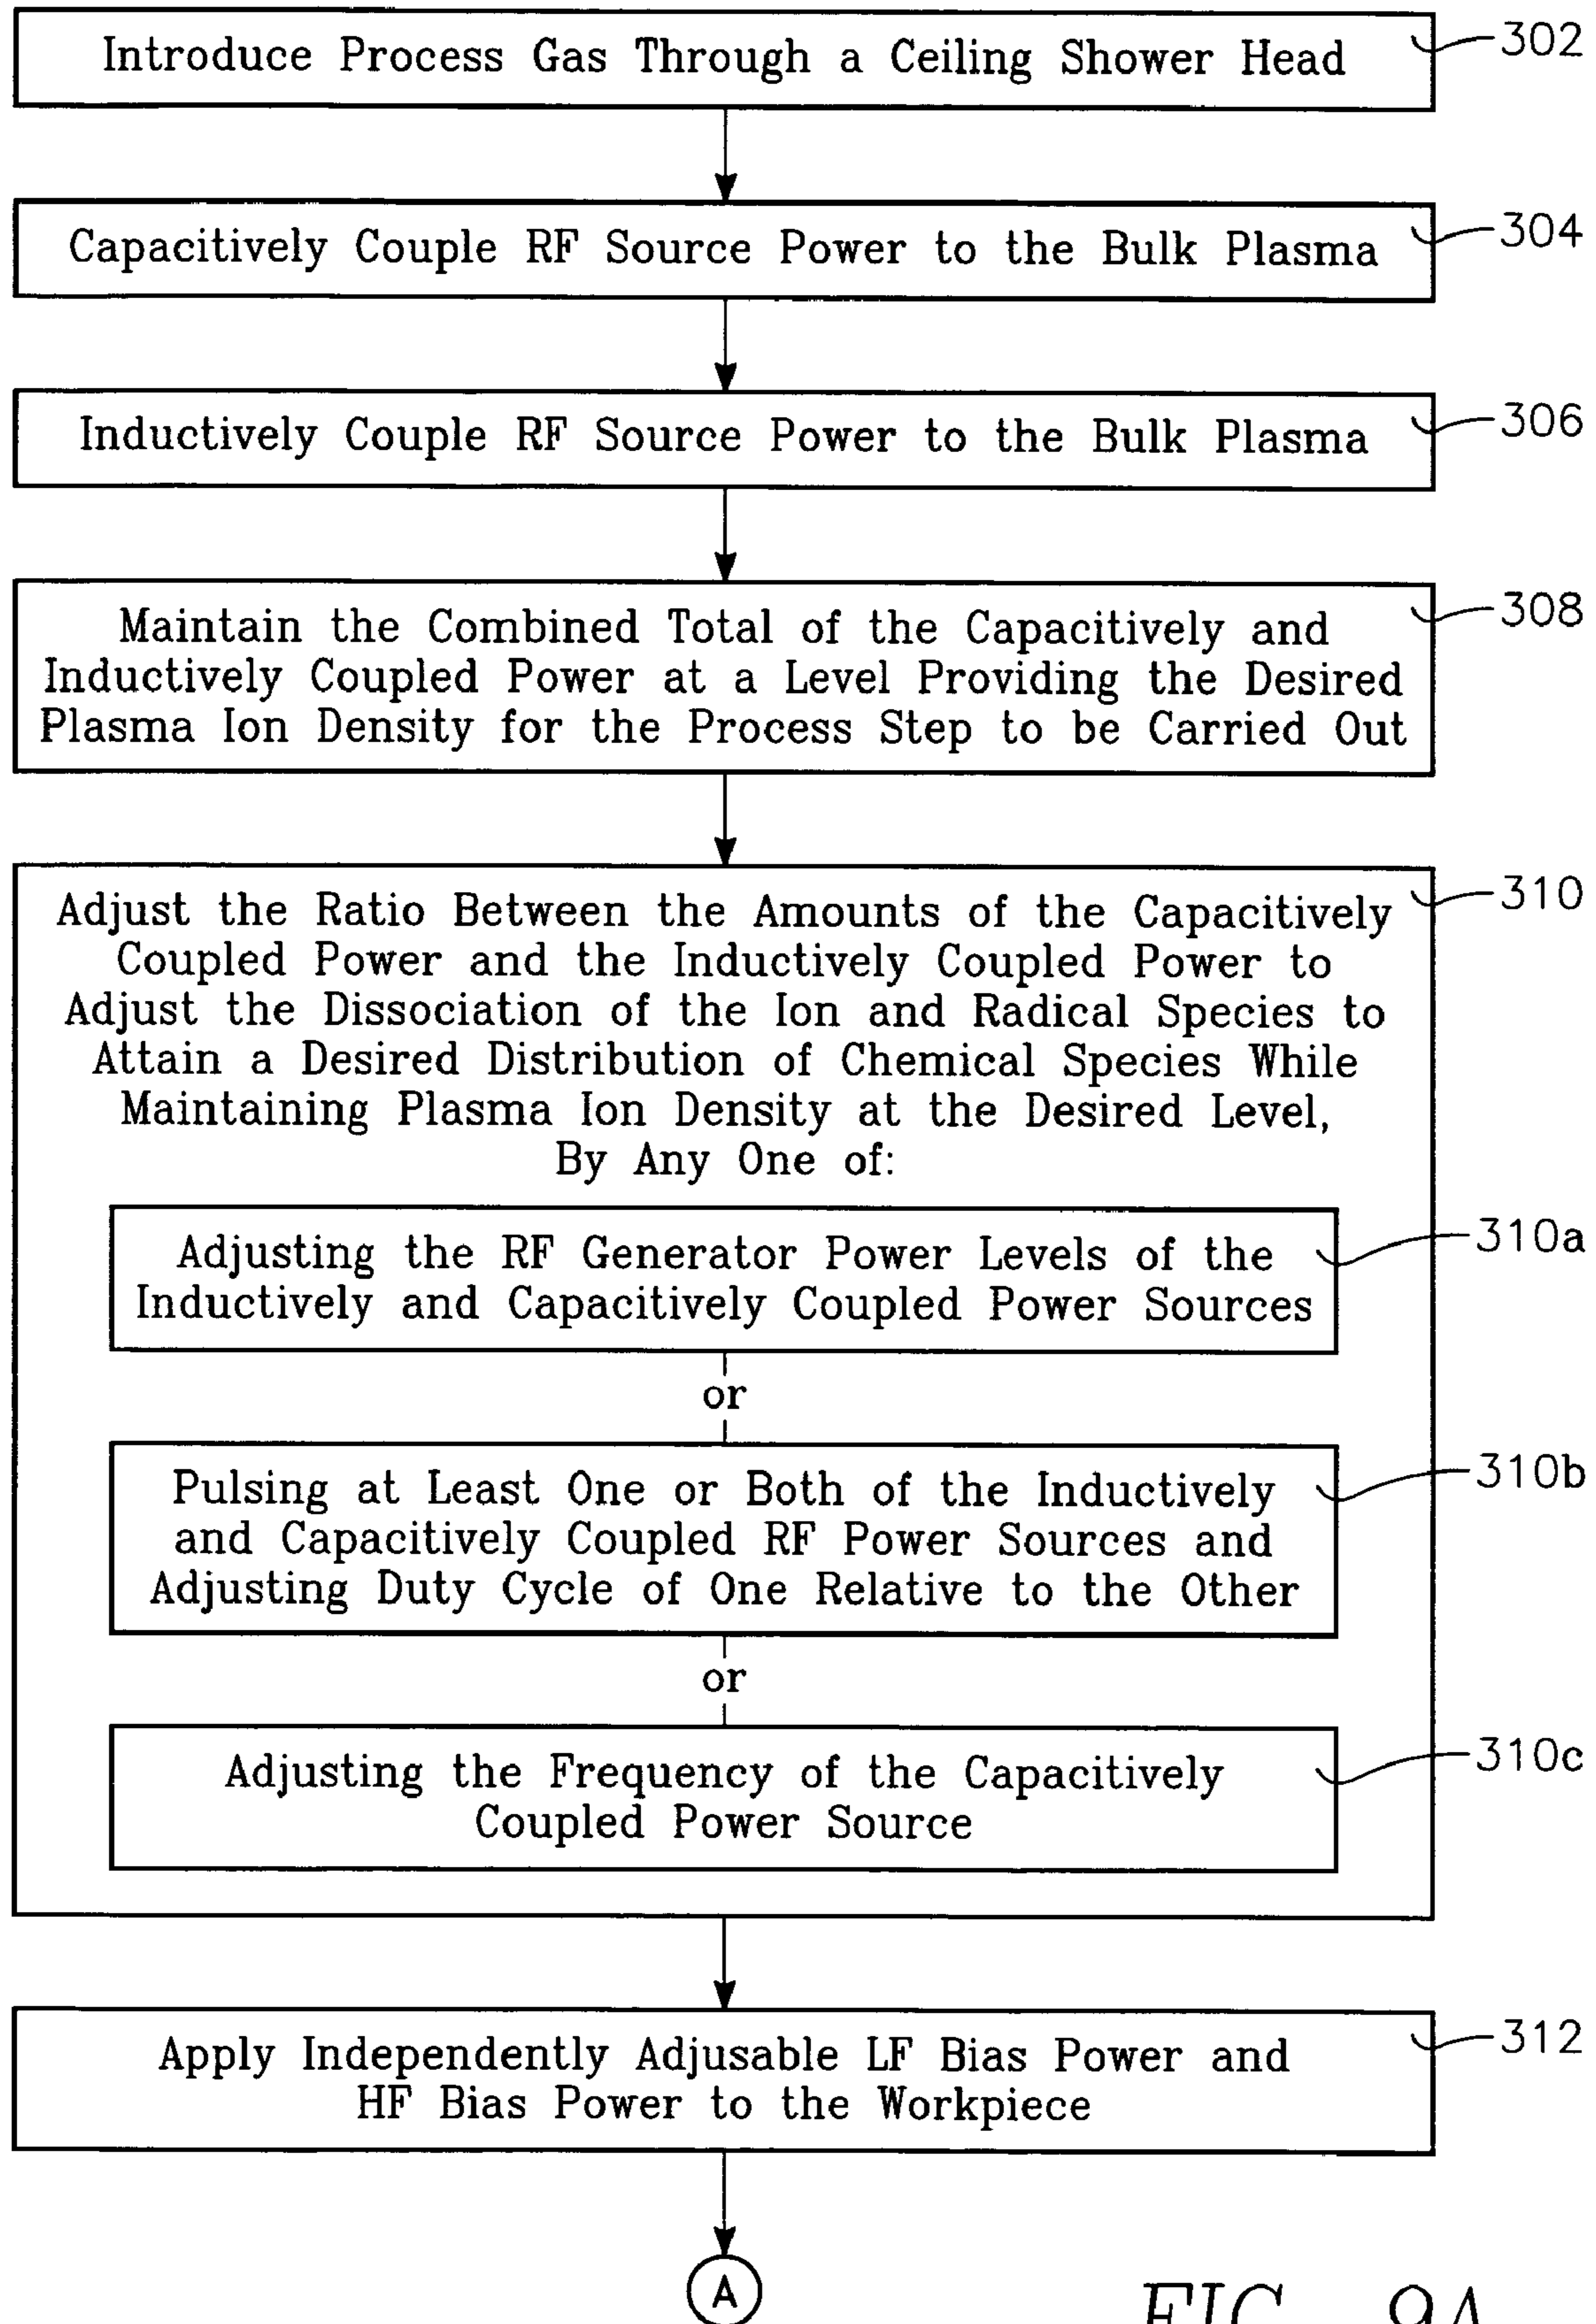 Introduce Process Gas Through a Ceiling Shower Head
302
Capacitively Couple RF Source Power to the Bulk Plasma
304
Inductively Couple RF Source Power to the Bulk Plasma
306
Maintain the Combined Total of the Capacitively and
Inductively Coupled Power at a Level Providing the Desired
Plasma Ion Density for the Process Step to be Carried Out
308
Adjust the Ratio Between the Amounts of the Capacitively
Coupled Power and the Inductively Coupled Power to
Adjust the Dissociation of the Ion and Radical Species to
Attain a Desired Distribution of Chemical Species While
Maintaining Plasma Ion Density at the Desired Level,
By Any One of:
310
Adjusting the RF Generator Power Levels of the
Inductively and Capacitively Coupled Power Sources
310a
or
Pulsing at Least One or Both of the Inductively
and Capacitively Coupled RF Power Sources and
Adjusting Duty Cycle of One Relative to the Other
310b
or
Adjusting the Frequency of the Capacitively
Coupled Power Source
310c
Apply Independently Adjusable LF Bias Power and
HF Bias Power to the Workpiece
312
A
FIG. 9A